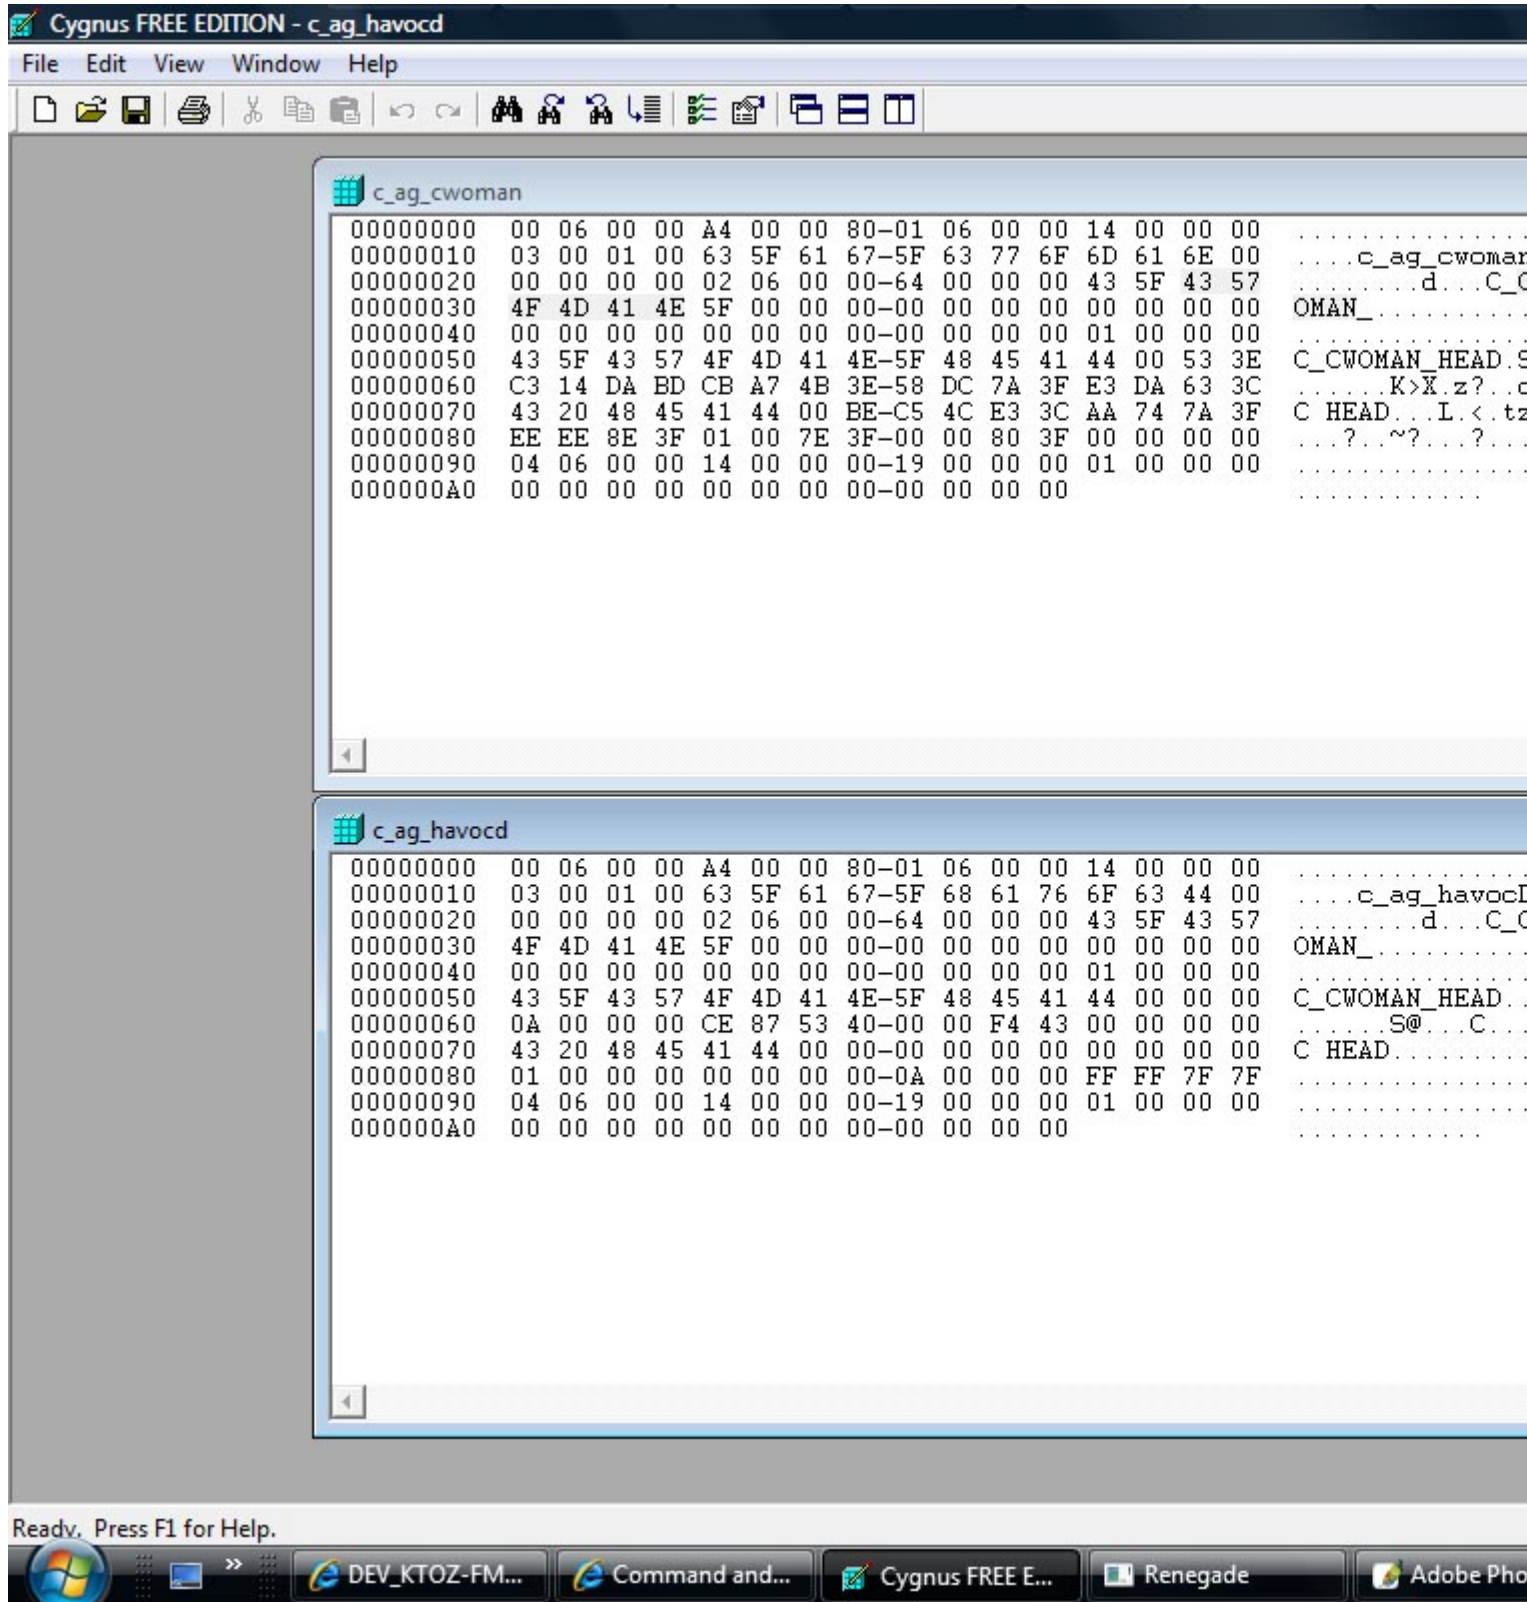 Cygnus FREE EDITION - c_ag_havocd
File Edit View Window Help
c_ag_cwoman
00000000 00 06 00 00 A4 00 00 80-01 06 00 00 14 00 00 00 ................
00000010 03 00 01 00 63 5F 61 67-5F 63 77 6F 6D 61 6E 00 ....c_ag_cwoman
00000020 00 00 00 00 02 06 00 00-64 00 00 00 43 5F 43 57 ........d...C_C
00000030 4F 4D 41 4E 5F 00 00 00-00 00 00 00 00 00 00 00 OMAN_..........
00000040 00 00 00 00 00 00 00 00-00 00 00 00 01 00 00 00 ................
00000050 43 5F 43 57 4F 4D 41 4E-5F 48 45 41 44 00 53 3E C_CWOMAN_HEAD.S
00000060 C3 14 DA BD CB A7 4B 3E-58 DC 7A 3F E3 DA 63 3C ......K>X.z?..c
00000070 43 20 48 45 41 44 00 BE-C5 4C E3 3C AA 74 7A 3F C HEAD...L.<.tz
00000080 EE EE 8E 3F 01 00 7E 3F-00 00 80 3F 00 00 00 00 ...?..~?...?...
00000090 04 06 00 00 14 00 00 00-19 00 00 00 01 00 00 00 ................
000000A0 00 00 00 00 00 00 00 00-00 00 00 00 ............
c_ag_havocd
00000000 00 06 00 00 A4 00 00 80-01 06 00 00 14 00 00 00 ................
00000010 03 00 01 00 63 5F 61 67-5F 68 61 76 6F 63 44 00 ....c_ag_havocD
00000020 00 00 00 00 02 06 00 00-64 00 00 00 43 5F 43 57 ........d...C_C
00000030 4F 4D 41 4E 5F 00 00 00-00 00 00 00 00 00 00 00 OMAN_..........
00000040 00 00 00 00 00 00 00 00-00 00 00 00 01 00 00 00 ................
00000050 43 5F 43 57 4F 4D 41 4E-5F 48 45 41 44 00 00 00 C_CWOMAN_HEAD..
00000060 0A 00 00 00 CE 87 53 40-00 00 F4 43 00 00 00 00 ......S@...C...
00000070 43 20 48 45 41 44 00 00-00 00 00 00 00 00 00 00 C HEAD.........
00000080 01 00 00 00 00 00 00 00-0A 00 00 00 FF FF 7F 7F ................
00000090 04 06 00 00 14 00 00 00-19 00 00 00 01 00 00 00 ................
000000A0 00 00 00 00 00 00 00 00-00 00 00 00 ............
Ready. Press F1 for Help.
DEV_KTOZ-FM... Command and... Cygnus FREE E... Renegade Adobe Pho